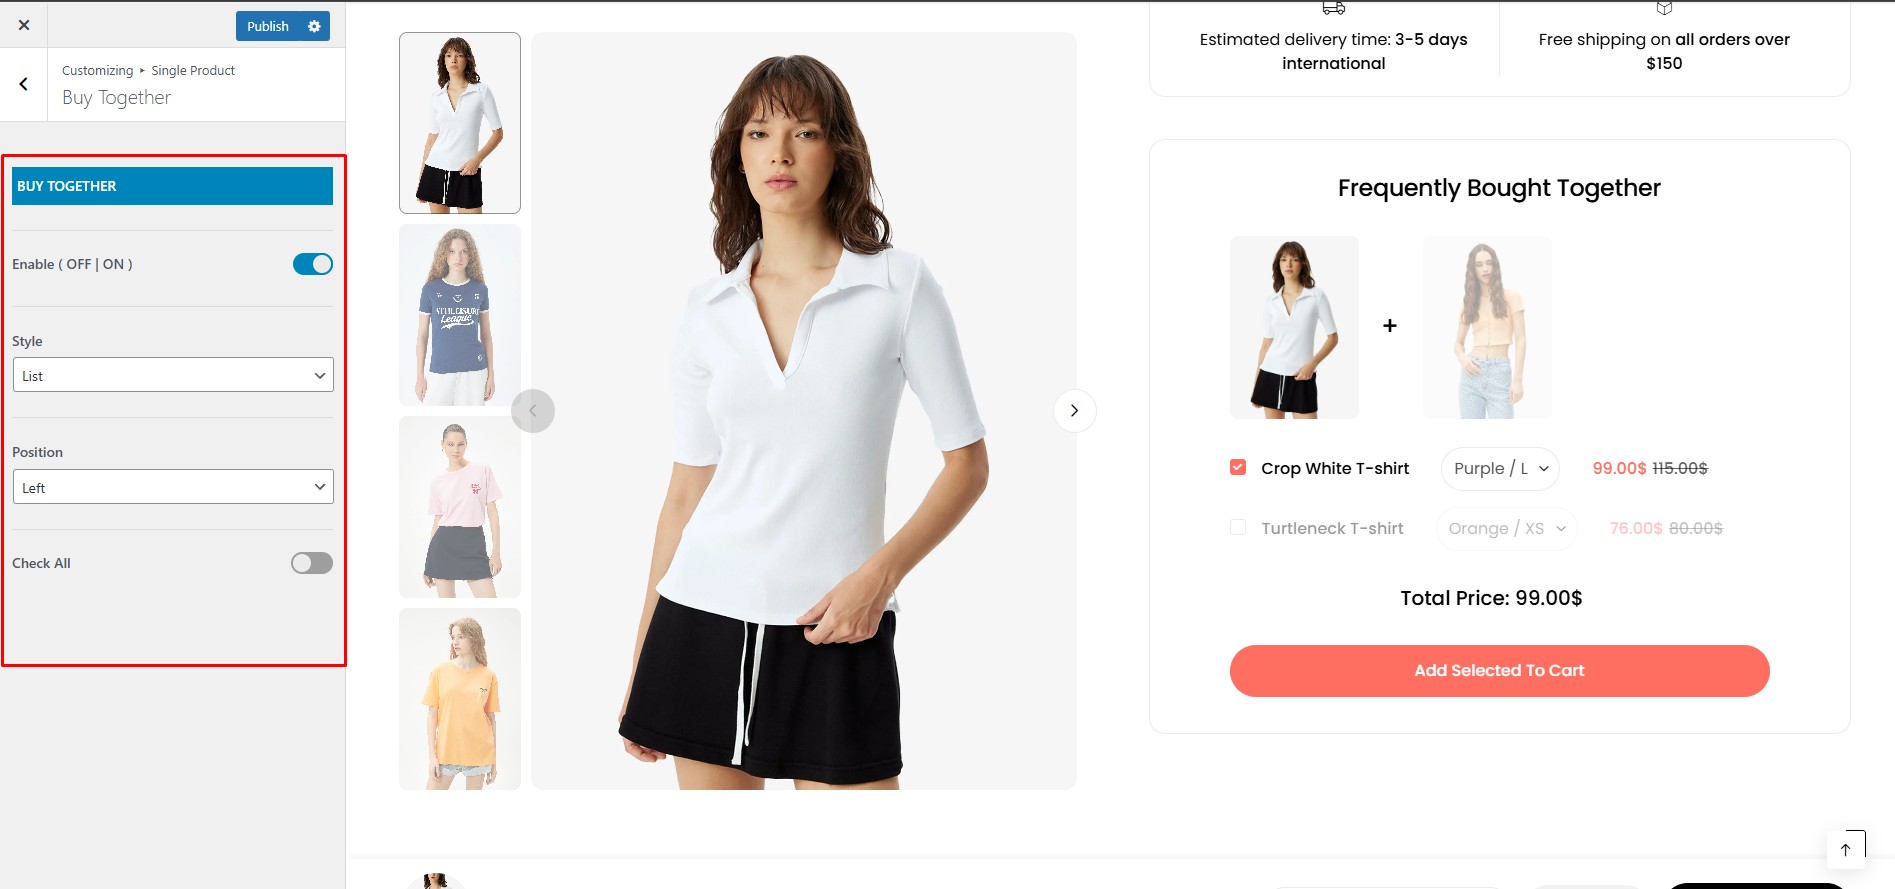 Publish
Customizing ▸ Single Product
Buy Together
BUY TOGETHER
Enable ( OFF | ON )
Style
List
Position
Left
Check All
League
Estimated delivery time: 3-5 days
international
Free shipping on all orders over
$150
Frequently Bought Together
+
Crop White T-shirt
Purple / L
99.00$ 115.00$
Turtleneck T-shirt
Orange / XS
76.00$ 80.00$
Total Price: 99.00$
Add Selected To Cart